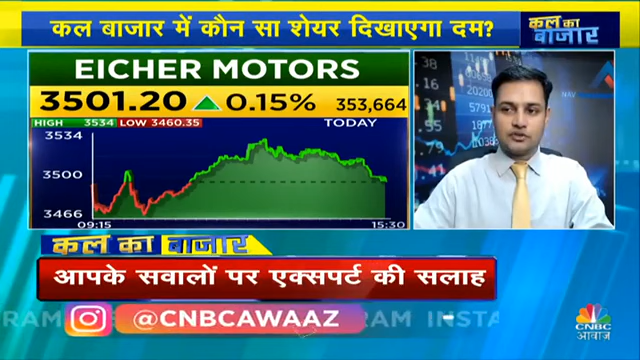 कल बाजार में कौन सा शेयर दिखाएगा दम?
कल का
बाजार
EICHER MOTORS
3501.20 0.15% 353,664
HIGH 3534 LOW 3460.35 TODAY
3534
3500
3466
09:15 15:30
NAV
कल का बाजार
आपके सवालों पर एक्सपर्ट की सलाह
@CNBCAWAAZ
CNBC
आवाज़